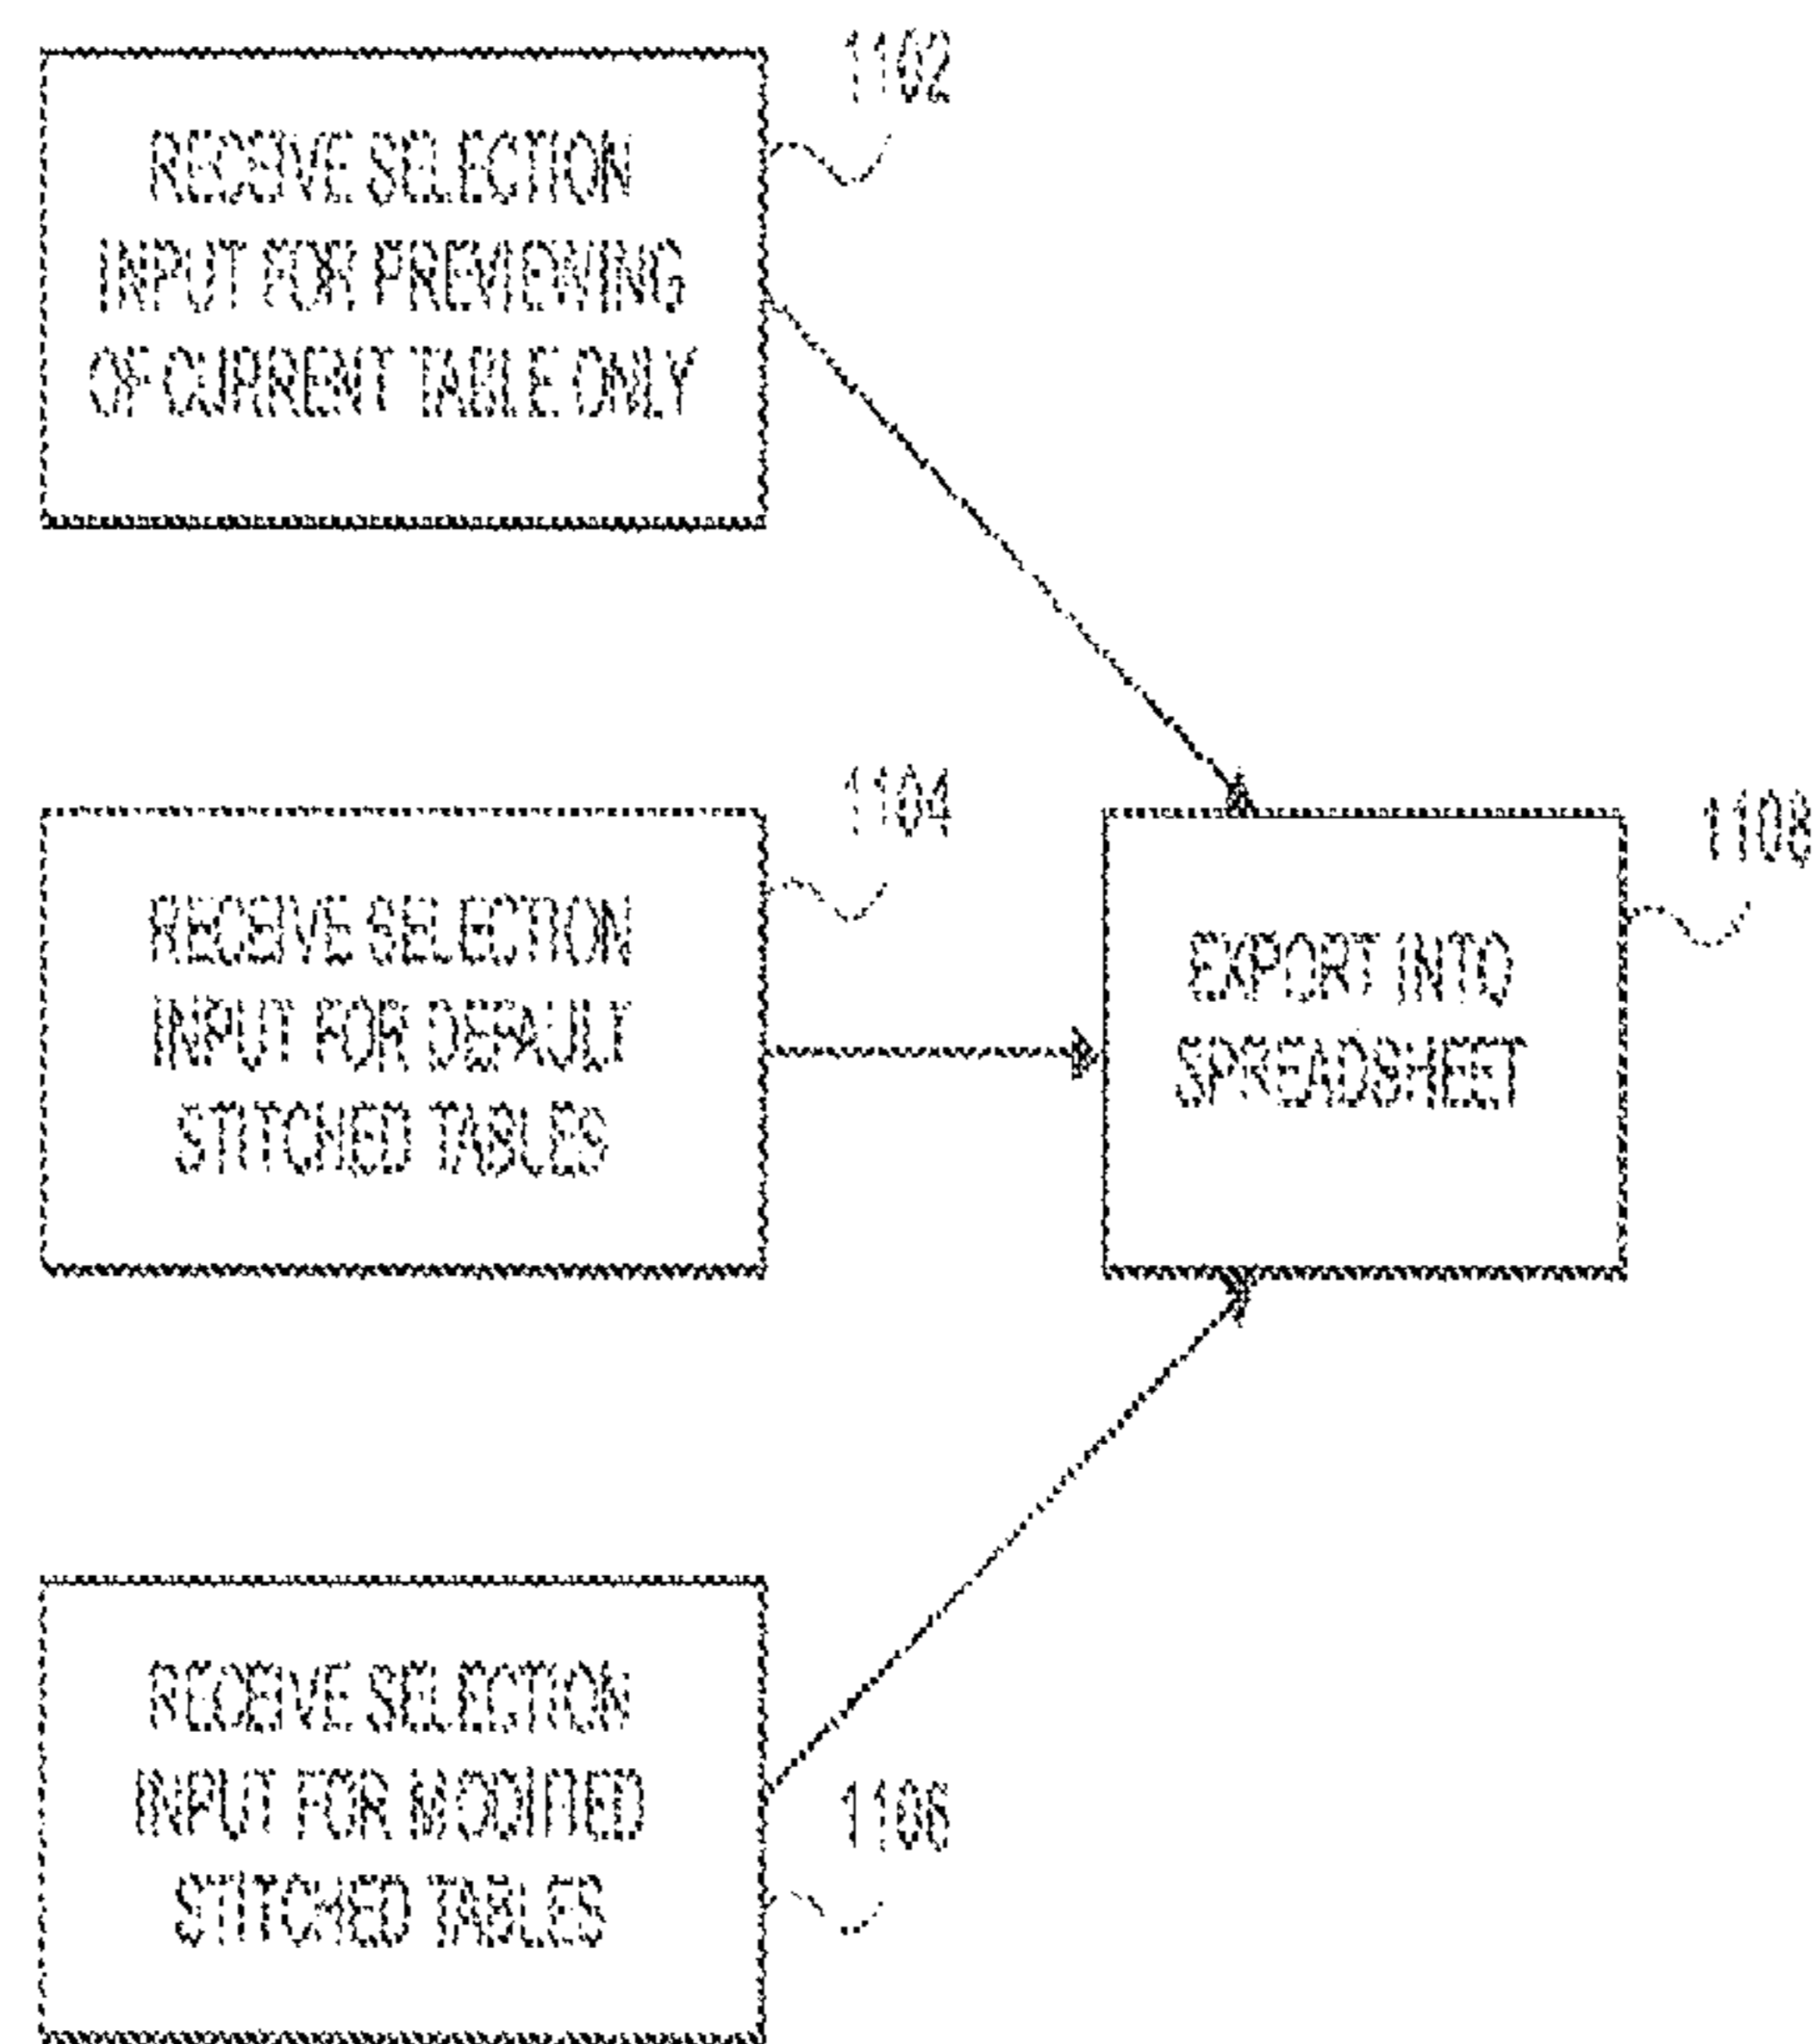 1102
RECEIVE SELECTION
INPUT FOR PREVIEWING
OF CURRENT TABLE ONLY
1104
RECEIVE SELECTION
INPUT FOR DEFAULT
STITCHED TABLES
1108
EXPORT INTO
SPREADSHEET
RECEIVE SELECTION
INPUT FOR MODIFIED
STITCHED TABLES
1106